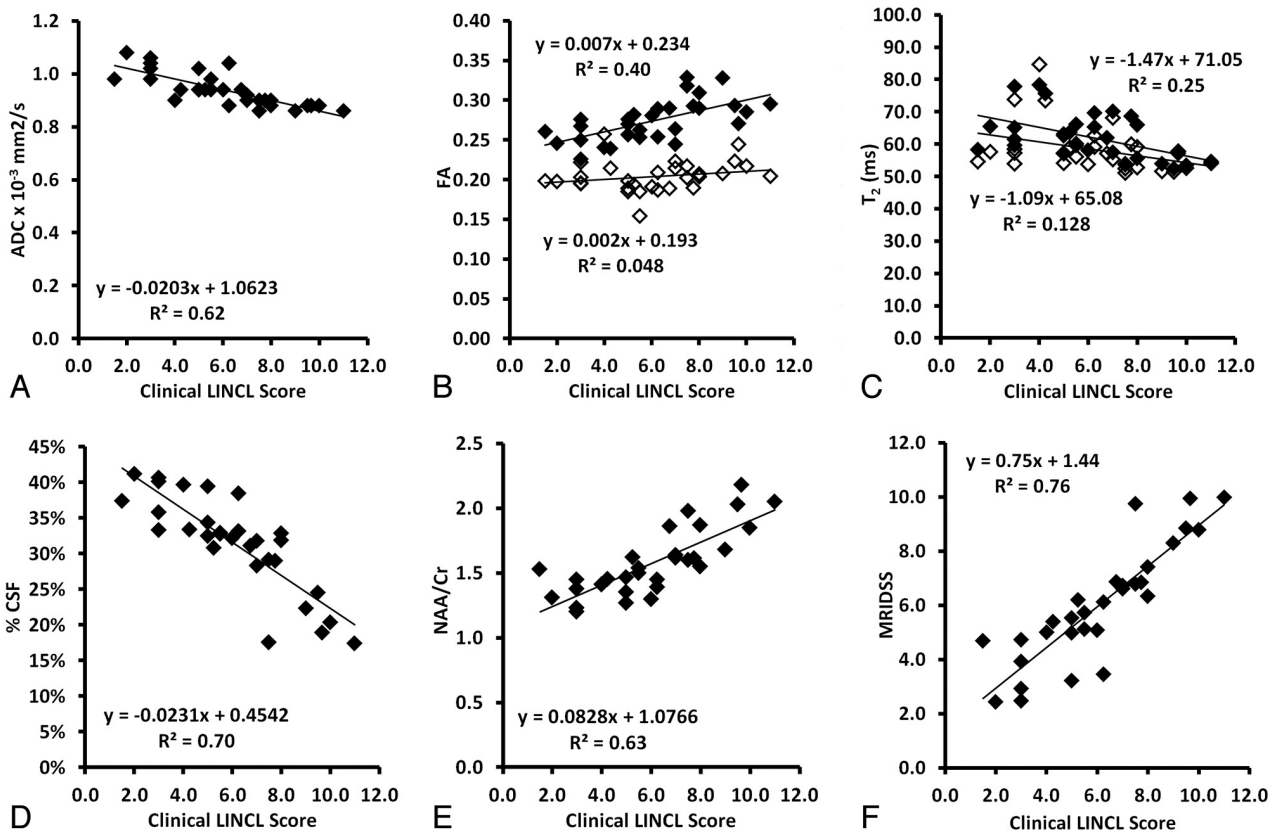 1.2
1.0
0.8
0.6
0.4
0.2
0.0
ADC x 10⁻³ mm2/s
y = -0.0203x + 1.0623
R² = 0.62
0.0 2.0 4.0 6.0 8.0 10.0 12.0
Clinical LINCL Score
A
0.40
0.35
0.30
0.25
0.20
0.15
0.10
0.05
0.00
FA
y = 0.007x + 0.234
R² = 0.40
y = 0.002x + 0.193
R² = 0.048
0.0 2.0 4.0 6.0 8.0 10.0 12.0
Clinical LINCL Score
B
100.0
90.0
80.0
70.0
60.0
50.0
40.0
30.0
20.0
10.0
0.0
T₂ (ms)
y = -1.47x + 71.05
R² = 0.25
y = -1.09x + 65.08
R² = 0.128
0.0 2.0 4.0 6.0 8.0 10.0 12.0
Clinical LINCL Score
C
45%
40%
35%
30%
25%
20%
15%
10%
5%
0%
% CSF
y = -0.0231x + 0.4542
R² = 0.70
0.0 2.0 4.0 6.0 8.0 10.0 12.0
Clinical LINCL Score
D
2.5
2.0
1.5
1.0
0.5
0.0
NAA/Cr
y = 0.0828x + 1.0766
R² = 0.63
0.0 2.0 4.0 6.0 8.0 10.0 12.0
Clinical LINCL Score
E
12.0
10.0
8.0
6.0
4.0
2.0
0.0
MRIDSS
y = 0.75x + 1.44
R² = 0.76
0.0 2.0 4.0 6.0 8.0 10.0 12.0
Clinical LINCL Score
F